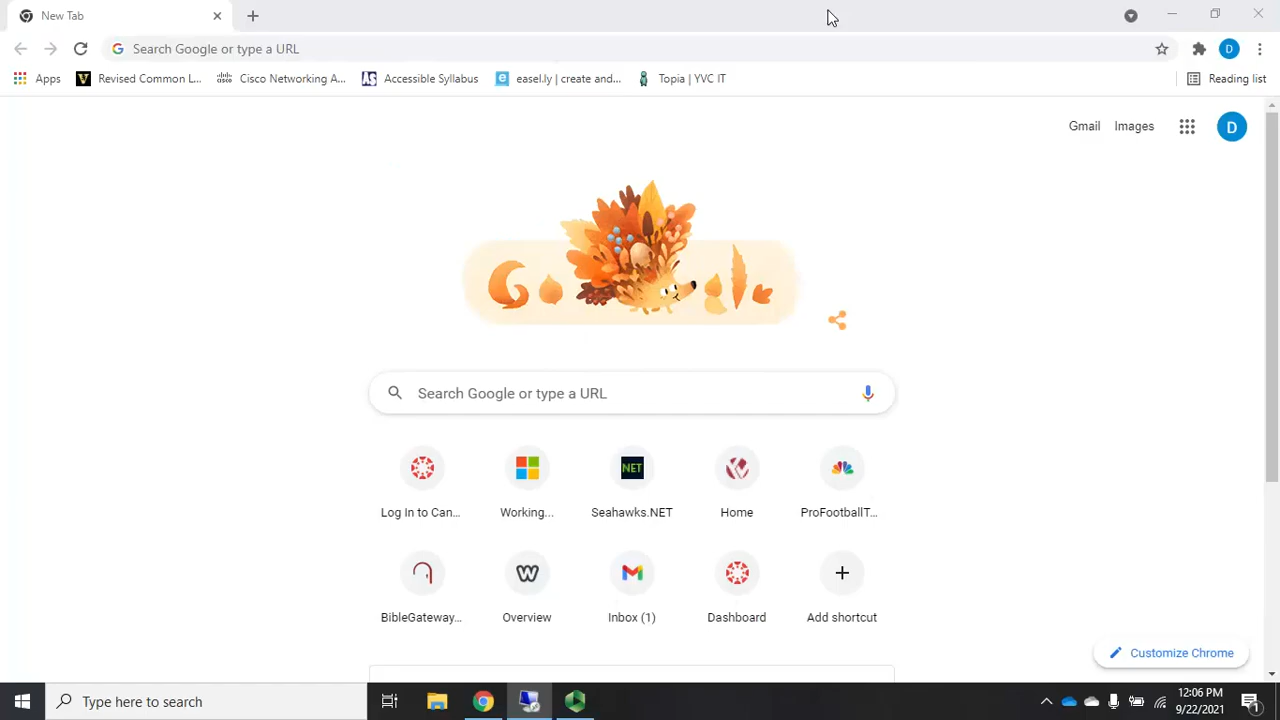 New Tab
Search Google or type a URL
D
Apps
Revised Common L...
Cisco Networking A...
AS
Accessible Syllabus
easel.ly | create and...
Topia | YVC IT
Reading list
Gmail
Images
D
Search Google or type a URL
NET
Log In to Can...
Working...
Seahawks.NET
Home
ProFootballT...
BibleGateway...
Overview
Inbox (1)
Dashboard
Add shortcut
Customize Chrome
Type here to search
12:06 PM
9/22/2021
1